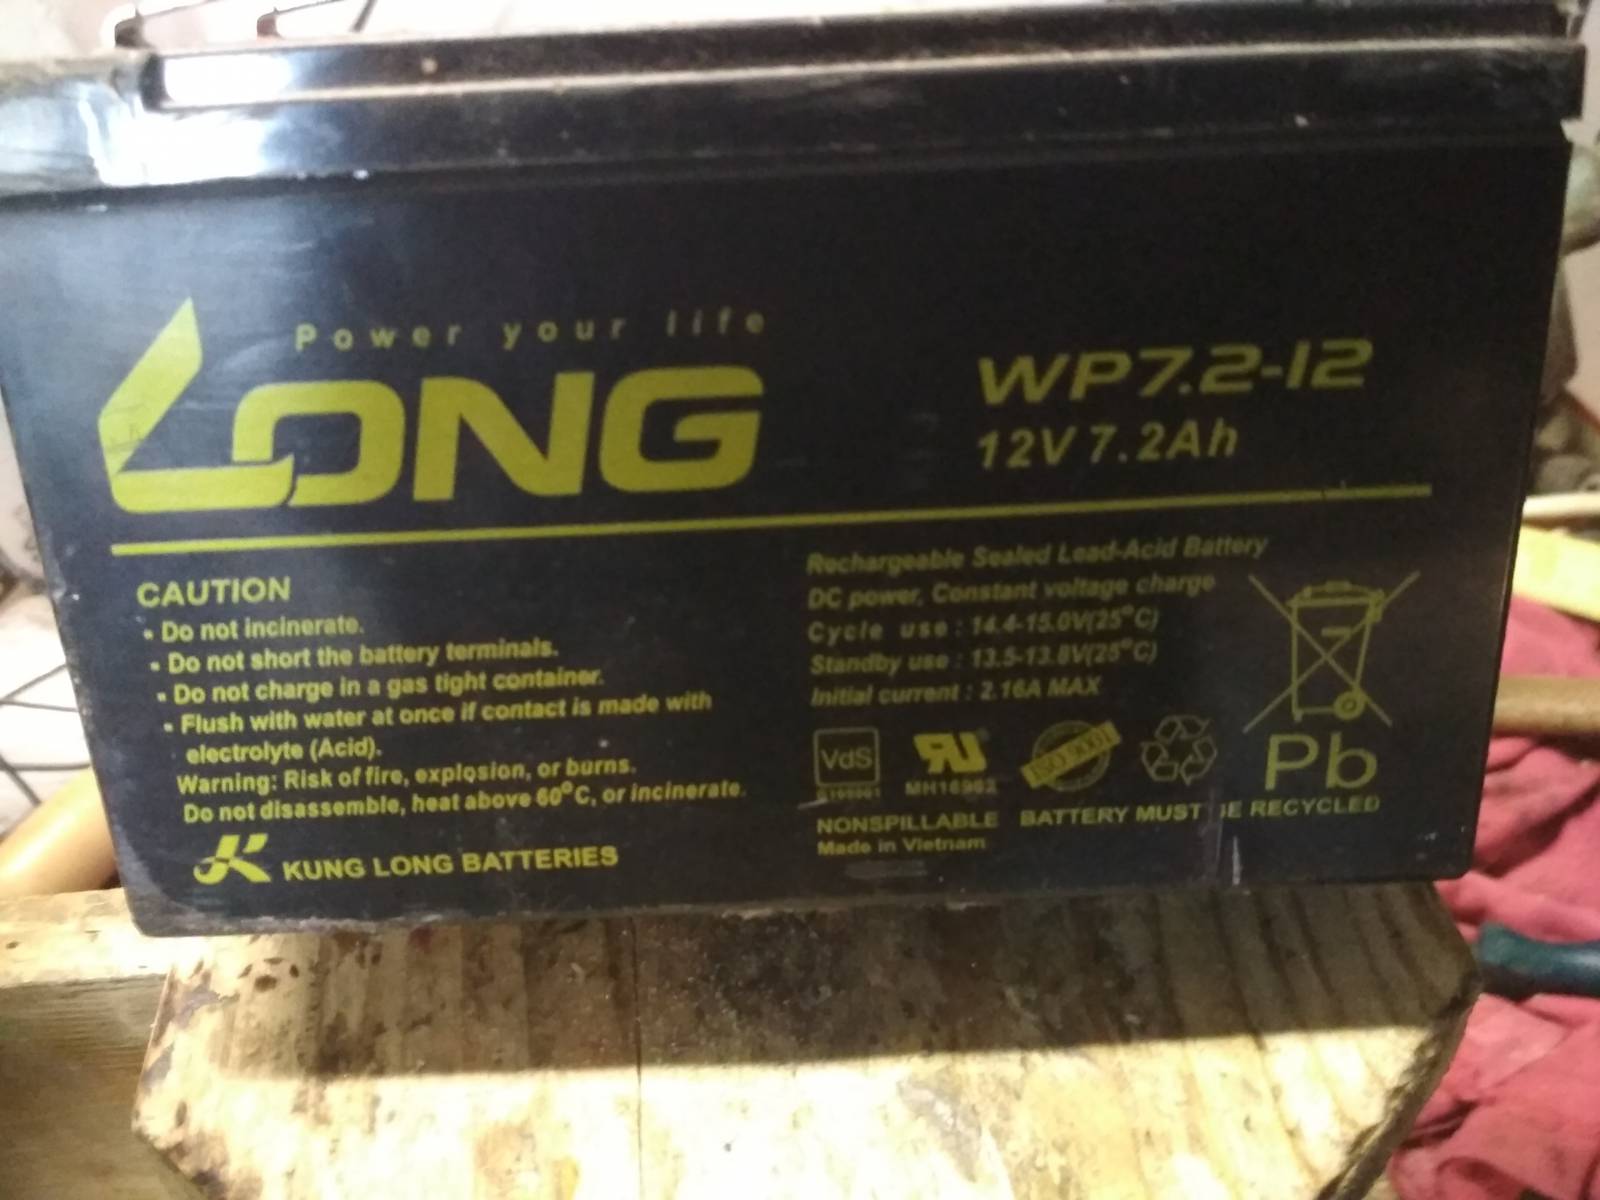 Power your life
LONG
WP7.2-12
12V 7.2Ah
CAUTION
• Do not incinerate.
• Do not short the battery terminals.
• Do not charge in a gas tight container.
• Flush with water at once if contact is made with
electrolyte (Acid).
Warning: Risk of fire, explosion, or burns.
Do not disassemble, heat above 60°C, or incinerate.
KUNG LONG BATTERIES
Rechargeable Sealed Lead-Acid Battery
DC power, Constant voltage charge
Cycle use : 14.4-15.0V(25°C)
Standby use : 13.5-13.8V(25°C)
Initial current : 2.16A MAX
VdS
ISO 9001
Pb
NONSPILLABLE
BATTERY MUST BE RECYCLED
Made in Vietnam